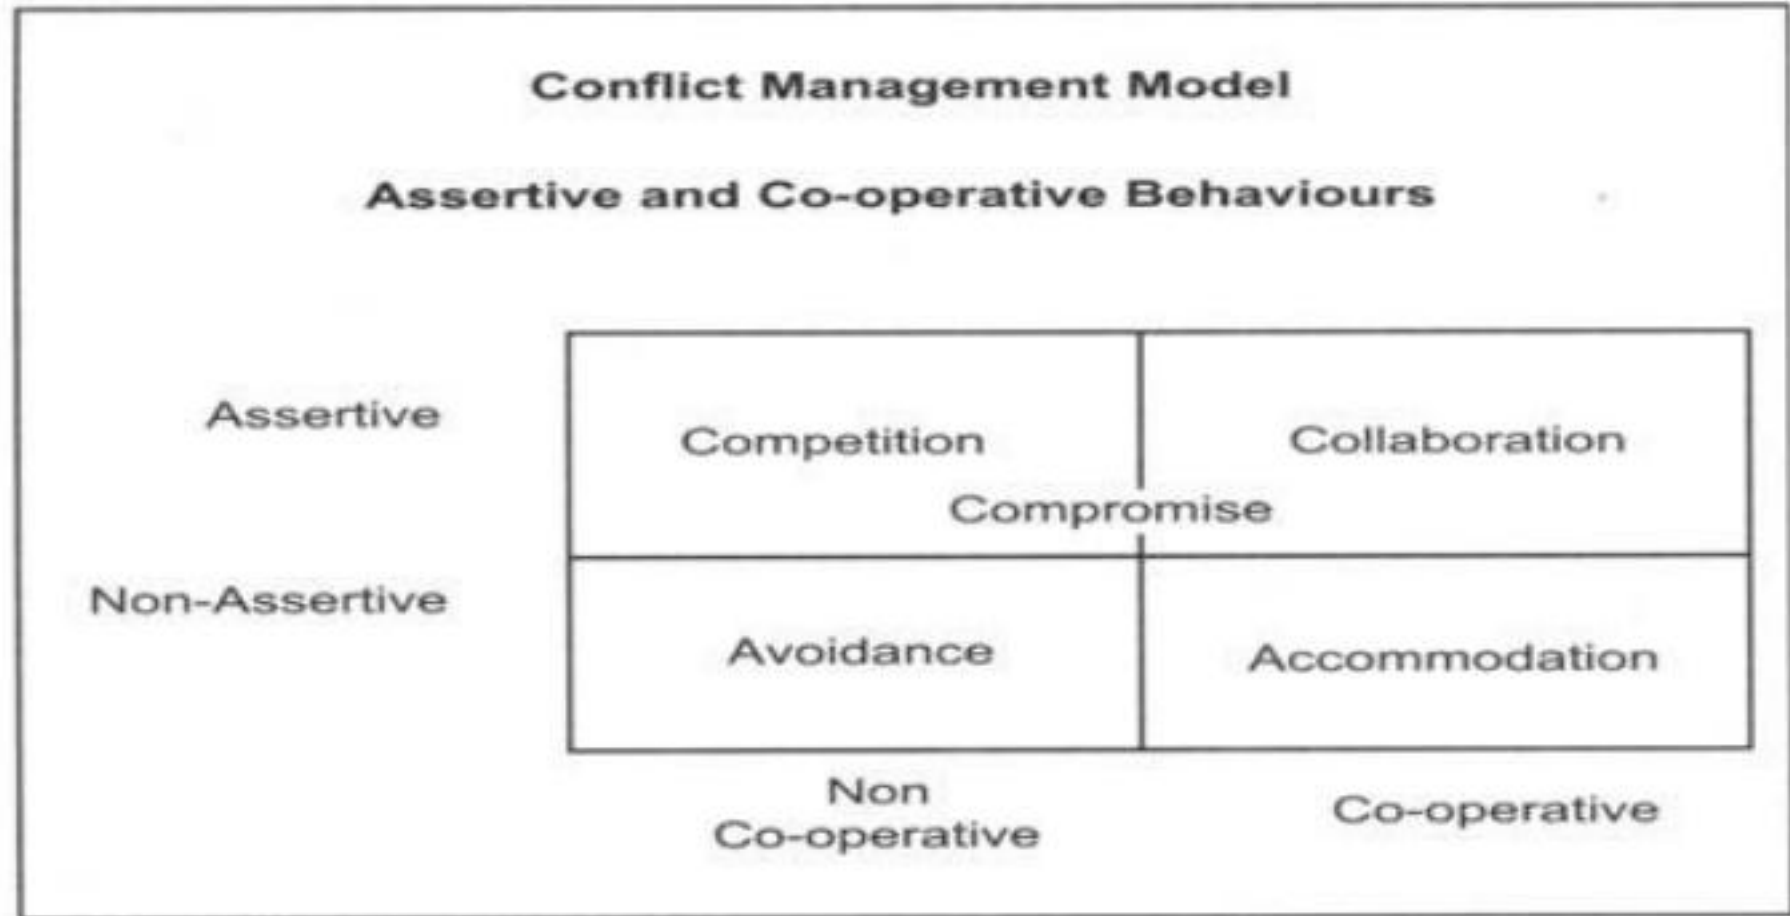 Conflict Management Model
Assertive and Co-operative Behaviours
Assertive
Competition
Collaboration
Compromise
Non-Assertive
Avoidance
Accommodation
Non
Co-operative
Co-operative